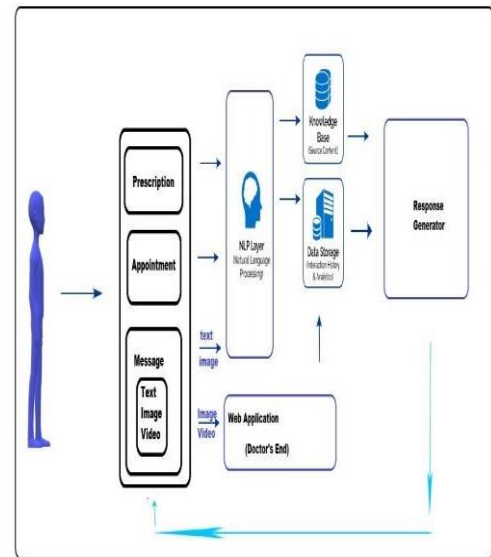 Prescription
Appointment
Message
Text
Image
Video
text
image
Image
Video
NLP Layer
(Natural Language
Processing)
Knowledge
Base
(Source Content)
Data Storage
(Interaction History
& Analytics)
Web Application
(Doctor's End)
Response
Generator